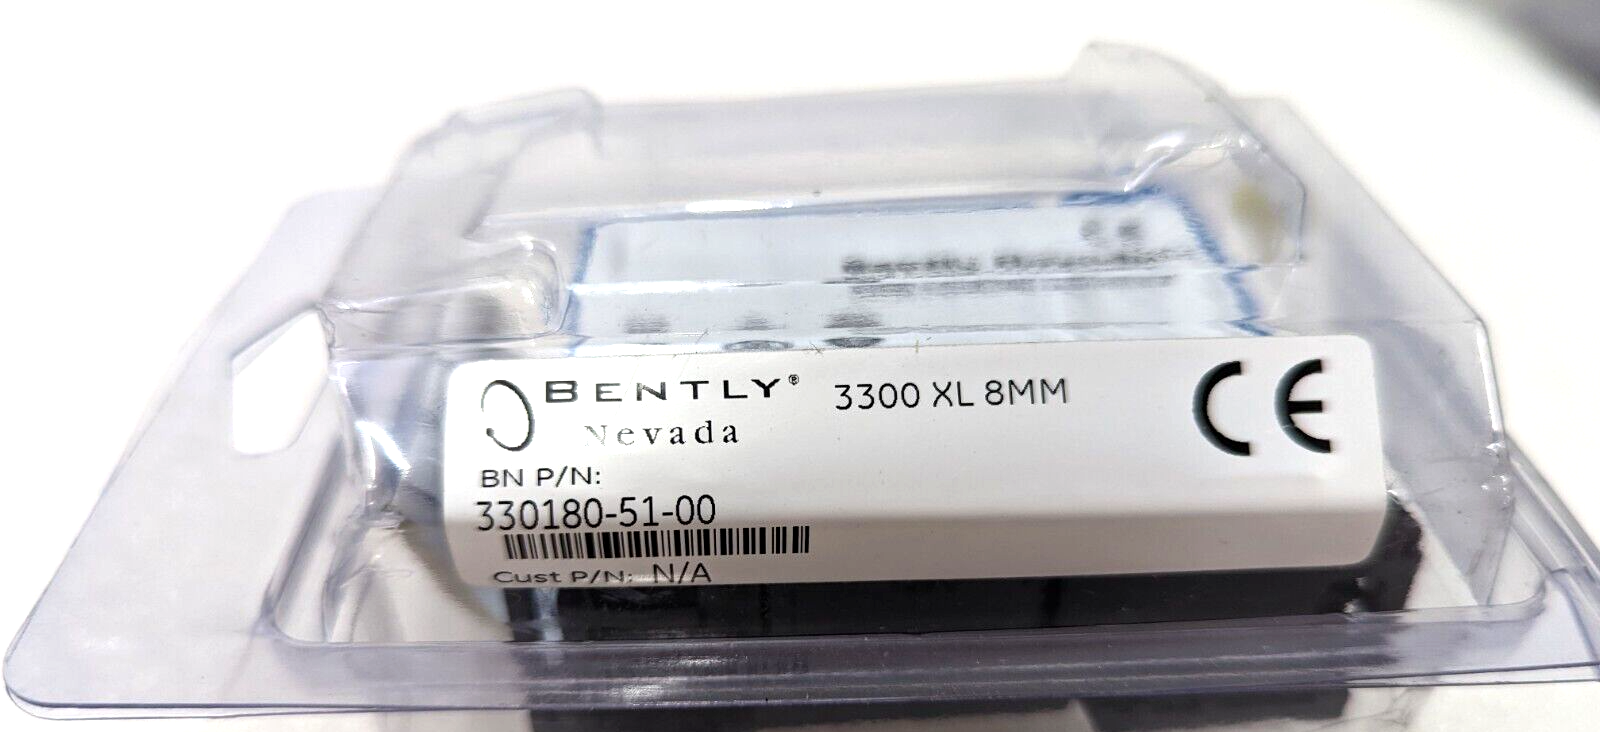 BENTLY® 3300 XL 8MM CE
Nevada
BN P/N:
330180-51-00
Cust P/N: N/A